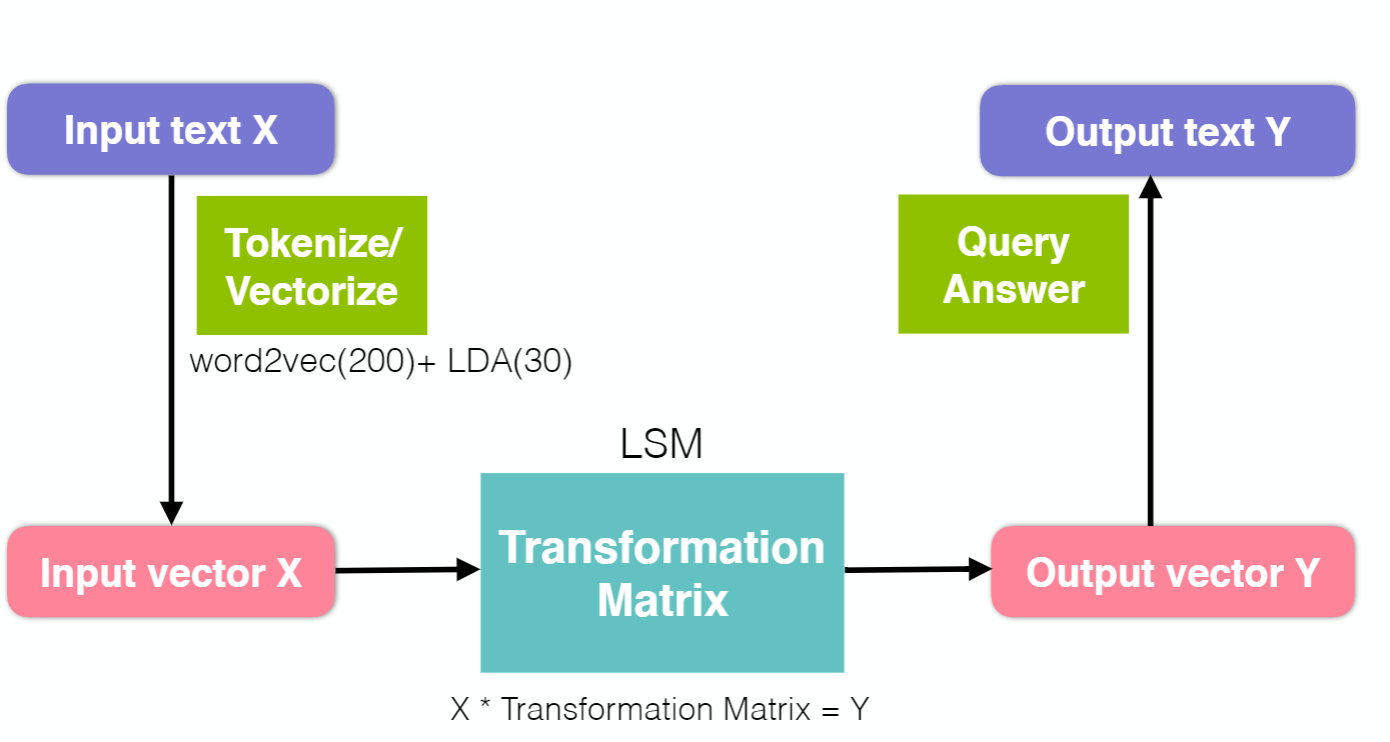 Input text X
Output text Y
Tokenize/
Vectorize
Query
Answer
word2vec(200)+ LDA(30)
LSM
Transformation
Matrix
Input vector X
Output vector Y
X * Transformation Matrix = Y